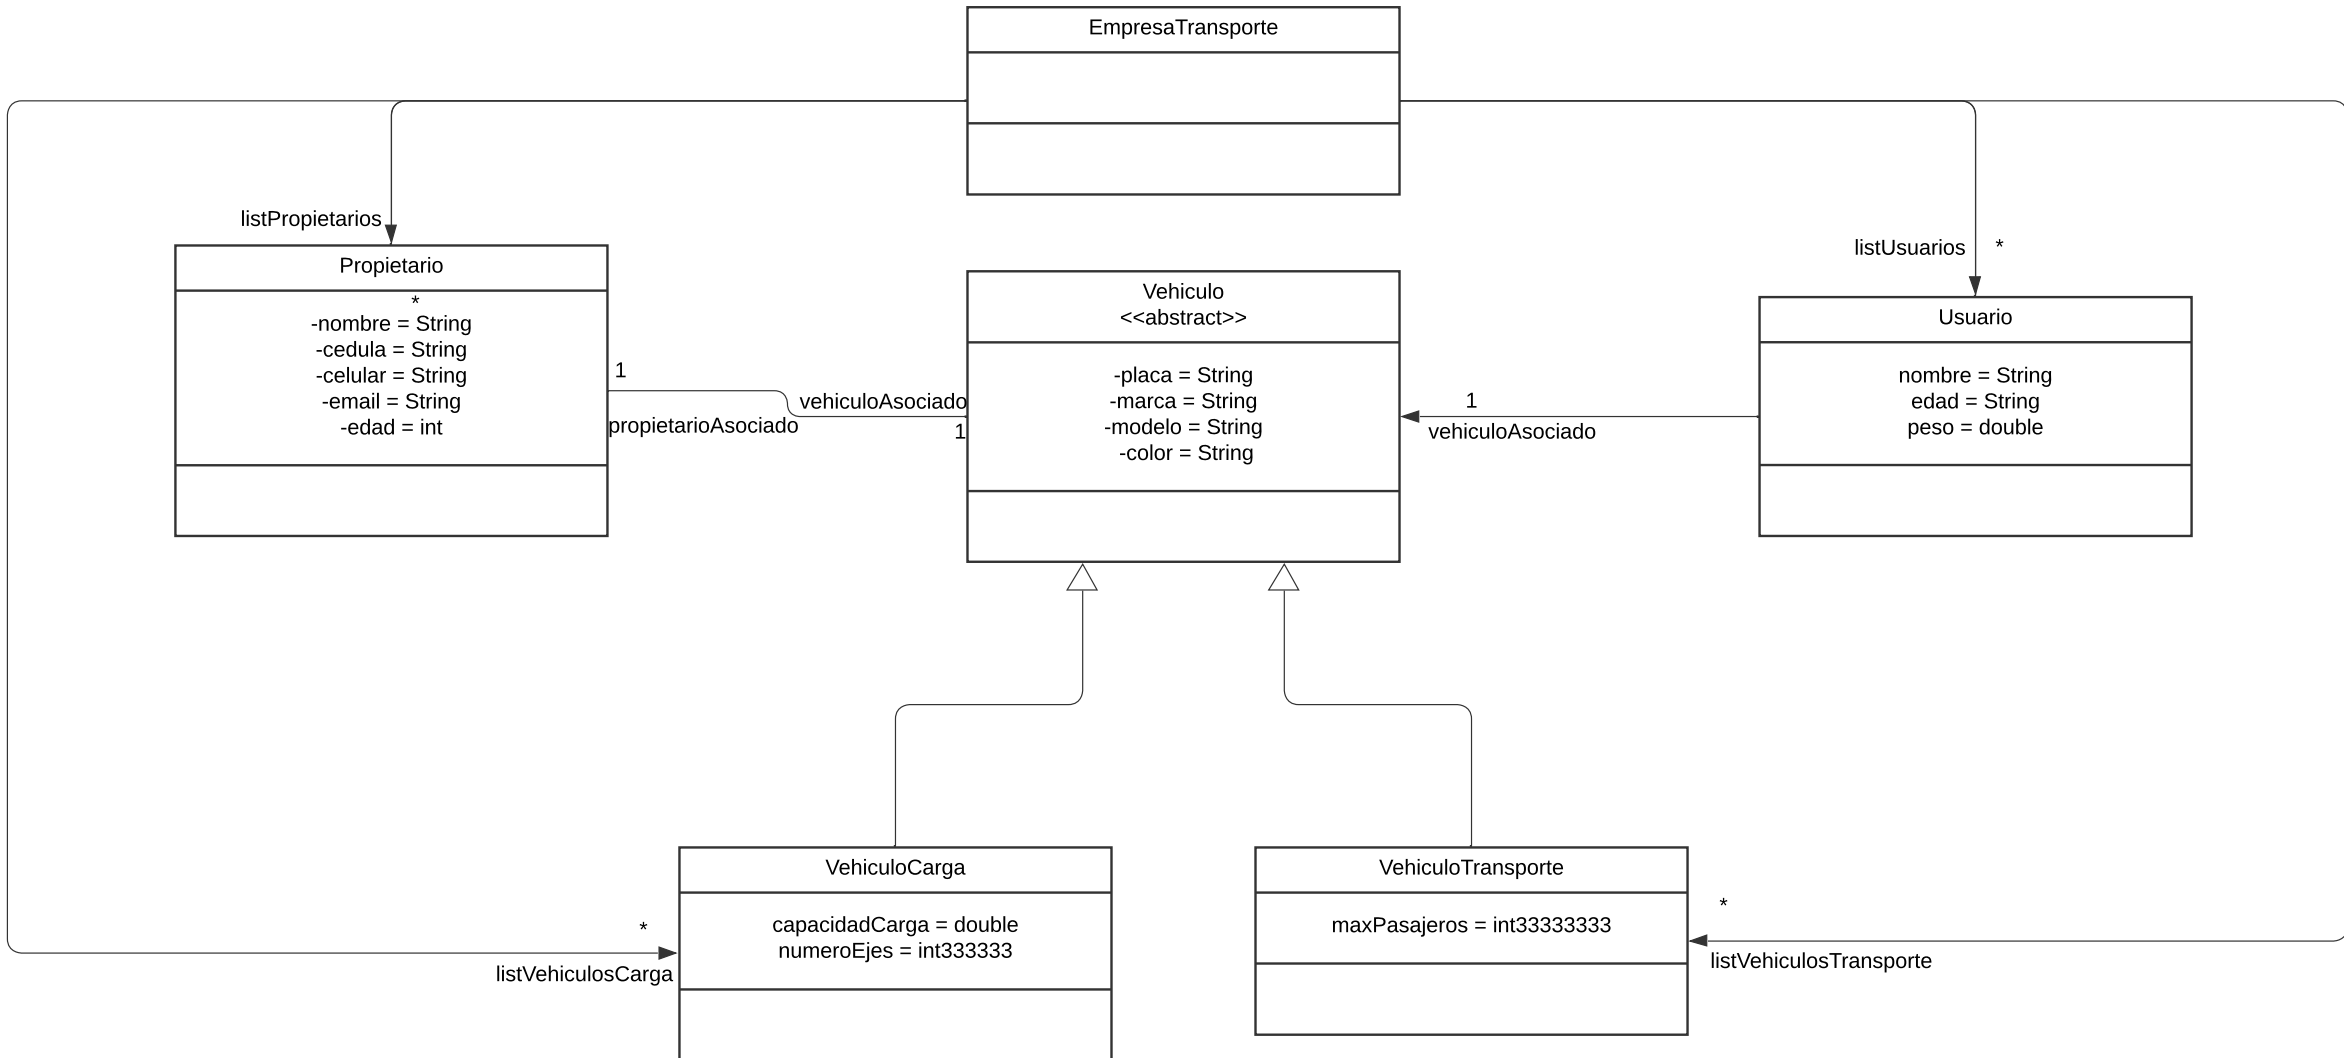 EmpresaTransporte
listPropietarios
Propietario
*
-nombre = String
-cedula = String
-celular = String
-email = String
-edad = int
1
propietarioAsociado
vehiculoAsociado
1
Vehiculo
<<abstract>>
-placa = String
-marca = String
-modelo = String
-color = String
1
vehiculoAsociado
listUsuarios
*
Usuario
nombre = String
edad = String
peso = double
*
listVehiculosCarga
VehiculoCarga
capacidadCarga = double
numeroEjes = int333333
VehiculoTransporte
maxPasajeros = int33333333
*
listVehiculosTransporte